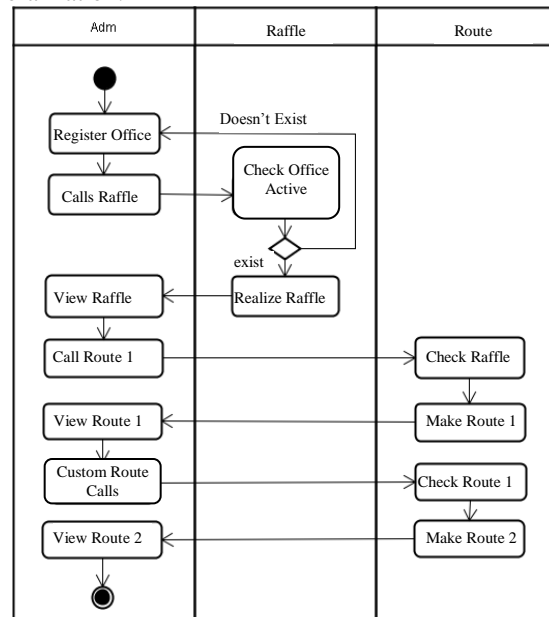 Adm
Raffle
Route
Doesn't Exist
Register Office
Check Office
Active
Calls Raffle
exist
View Raffle
Realize Raffle
Call Route 1
Check Raffle
View Route 1
Make Route 1
Custom Route
Calls
Check Route 1
View Route 2
Make Route 2